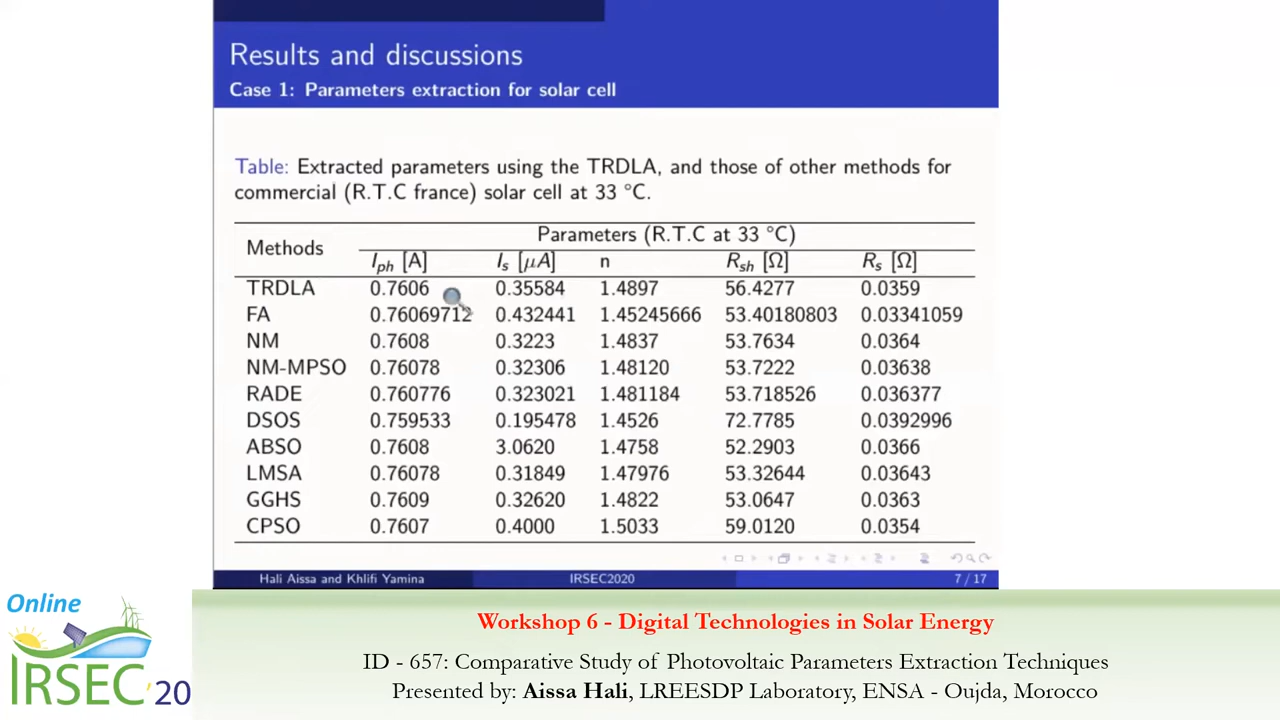 Results and discussions
Case 1: Parameters extraction for solar cell
Table: Extracted parameters using the TRDLA, and those of other methods for
commercial (R.T.C france) solar cell at 33 °C.
Methods Parameters (R.T.C at 33 °C)
Iph [A] Is [μA] n Rsh [Ω] Rs [Ω]
TRDLA 0.7606 0.35584 1.4897 56.4277 0.0359
FA 0.76069712 0.432441 1.45245666 53.40180803 0.03341059
NM 0.7608 0.3223 1.4837 53.7634 0.0364
NM-MPSO 0.76078 0.32306 1.48120 53.7222 0.03638
RADE 0.760776 0.323021 1.481184 53.718526 0.036377
DSOS 0.759533 0.195478 1.4526 72.7785 0.0392996
ABSO 0.7608 3.0620 1.4758 52.2903 0.0366
LMSA 0.76078 0.31849 1.47976 53.32644 0.03643
GGHS 0.7609 0.32620 1.4822 53.0647 0.0363
CPSO 0.7607 0.4000 1.5033 59.0120 0.0354
Hali Aissa and Khlifi Yamina IRSEC2020 7 / 17
Online
IRSEC'20
Workshop 6 - Digital Technologies in Solar Energy
ID - 657: Comparative Study of Photovoltaic Parameters Extraction Techniques
Presented by: Aissa Hali, LREESDP Laboratory, ENSA - Oujda, Morocco